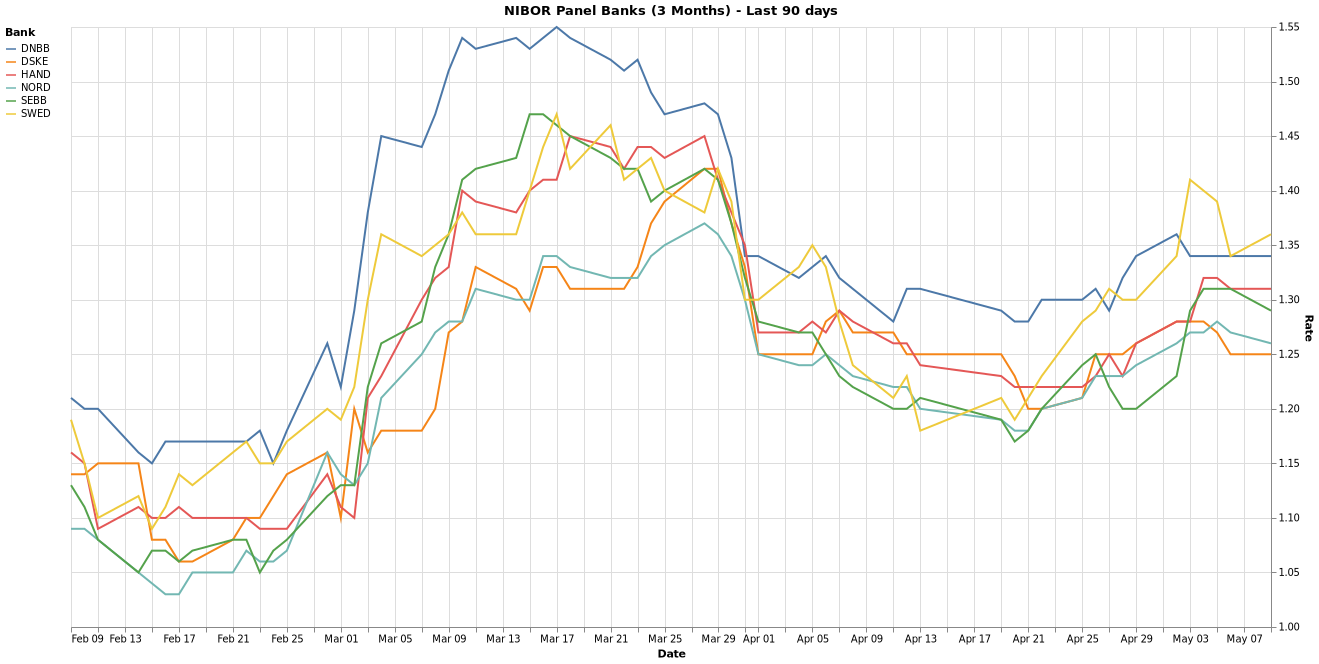 NIBOR Panel Banks (3 Months) - Last 90 days
Bank
DNBB
DSKE
HAND
NORD
SEBB
SWED
1.55
1.50
1.45
1.40
1.35
1.30
1.25
1.20
1.15
1.10
1.05
1.00
Rate
Feb 09 Feb 13 Feb 17 Feb 21 Feb 25 Mar 01 Mar 05 Mar 09 Mar 13 Mar 17 Mar 21 Mar 25 Mar 29 Apr 01 Apr 05 Apr 09 Apr 13 Apr 17 Apr 21 Apr 25 Apr 29 May 03 May 07
Date